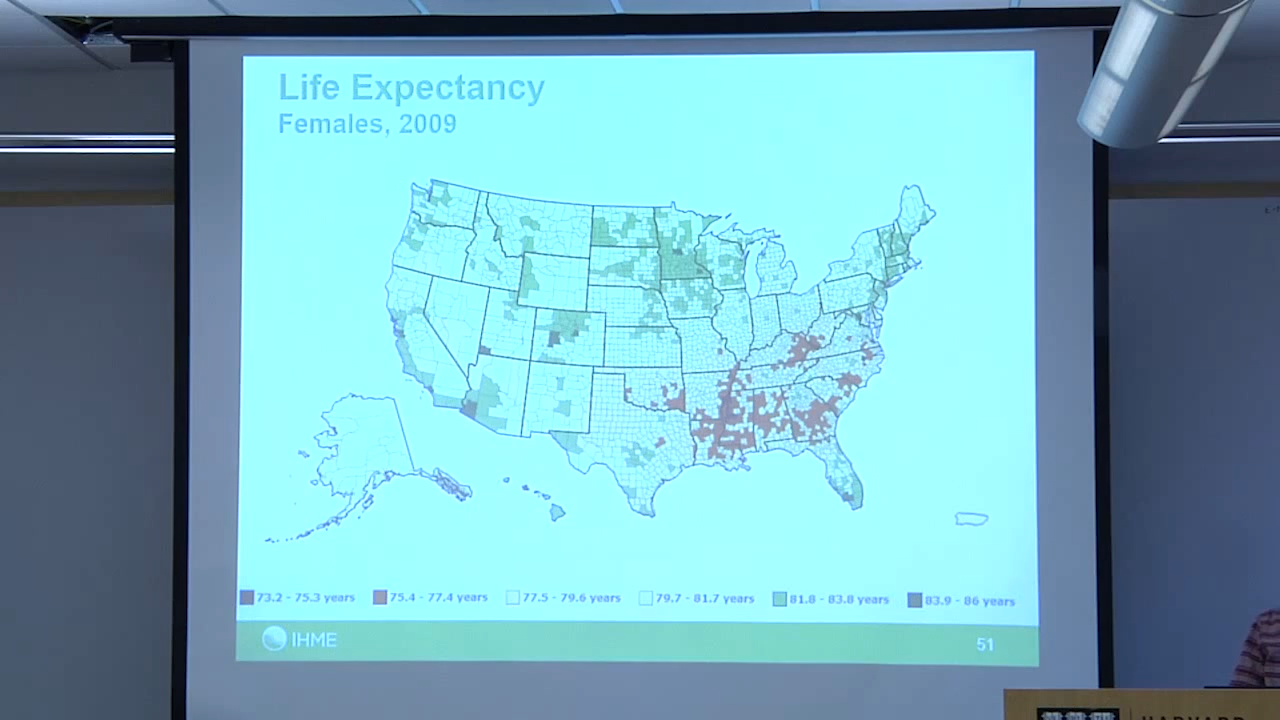 Life Expectancy
Females, 2009
73.2 - 75.3 years
75.4 - 77.4 years
77.5 - 79.6 years
79.7 - 81.7 years
81.8 - 83.8 years
83.9 - 86 years
IHME
51